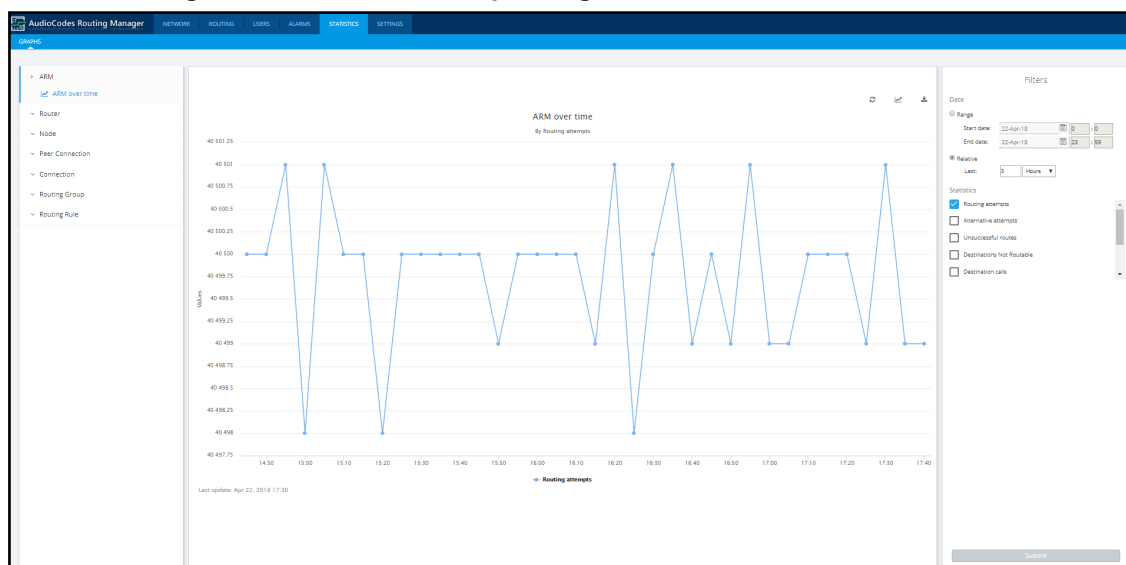 AudioCodes Routing Manager NETWORK ROUTING USERS ALARMS STATISTICS SETTINGS
GRAPHS
ARM
ARM over time
Router
Node
Peer Connection
Connection
Routing Group
Routing Rule
ARM over time
By Routing attempts
40 501.25
40 501
40 500.75
40 500.5
40 500.25
40 500
40 499.75
40 499.5
40 499.25
40 499
40 498.75
40 498.5
40 498.25
40 498
40 497.75
Values
14:50 15:00 15:10 15:20 15:30 15:40 15:50 16:00 16:10 16:20 16:30 16:40 16:50 17:00 17:10 17:20 17:30 17:40
Routing attempts
Last update: Apr 22, 2018 17:30
Filters
Date
Range
Start date: 22-Apr-18 0 : 0
End date: 22-Apr-18 23 : 59
Relative
Last: 3 Hours
Statistics
Routing attempts
Alternative attempts
Unsuccessful routes
Destinations Not Routable
Destination calls
Submit